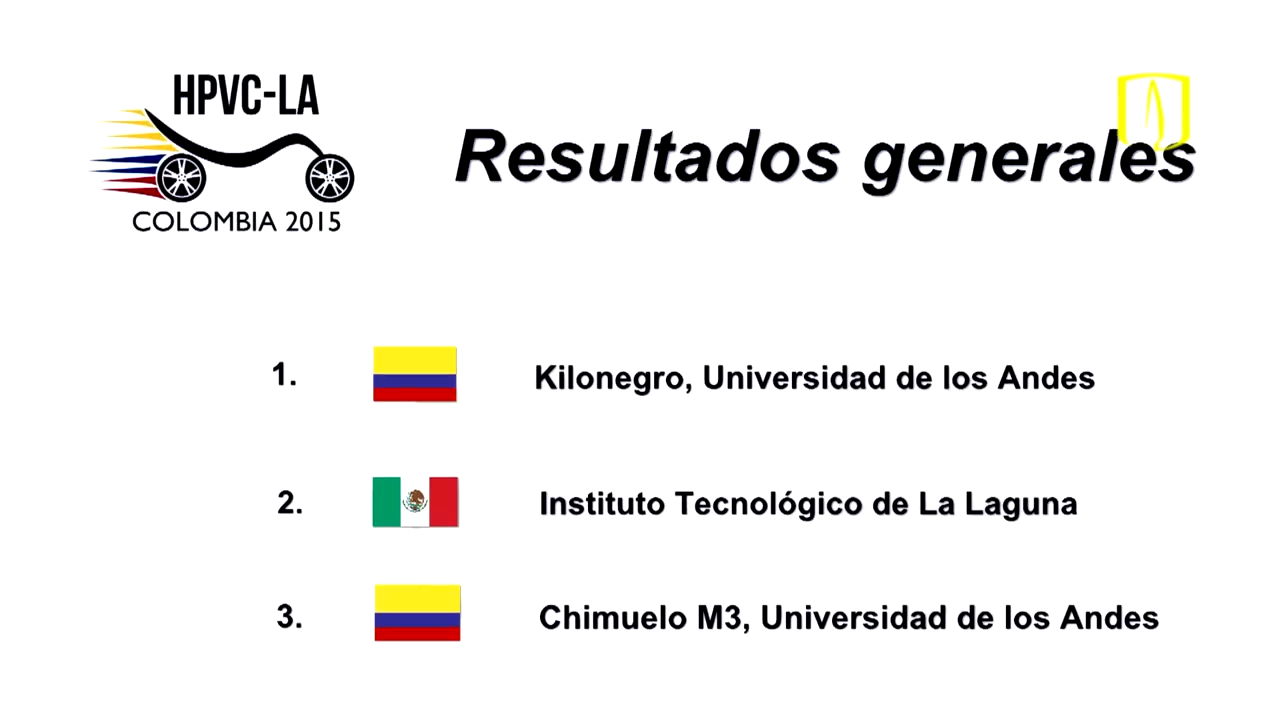 HPVC-LA
COLOMBIA 2015
Resultados generales
1. Kilonegro, Universidad de los Andes
2. Instituto Tecnológico de La Laguna
3. Chimuelo M3, Universidad de los Andes